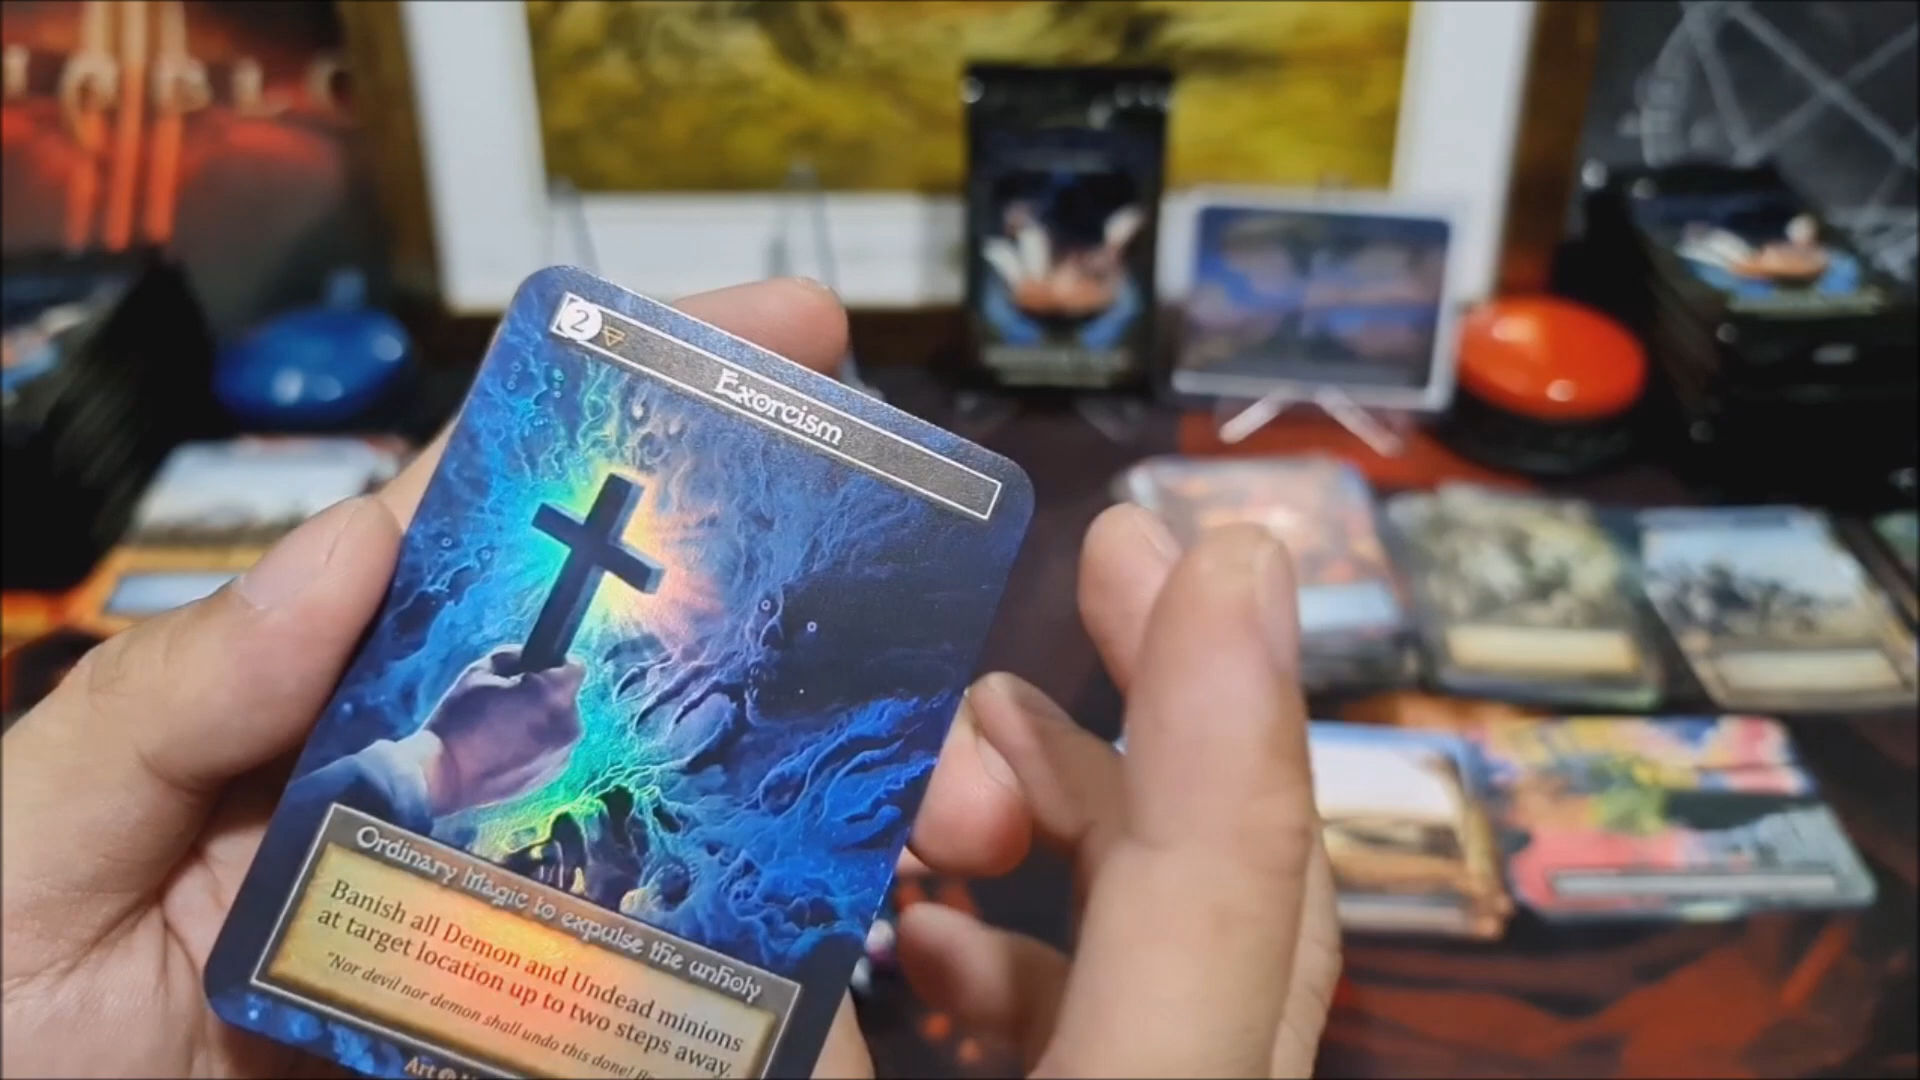 2
Exorcism
Ordinary Magic to expulse the unholy
Banish all Demon and Undead minions
at target location up to two steps away.
"Nor devil nor demon shall undo this done!
Art @